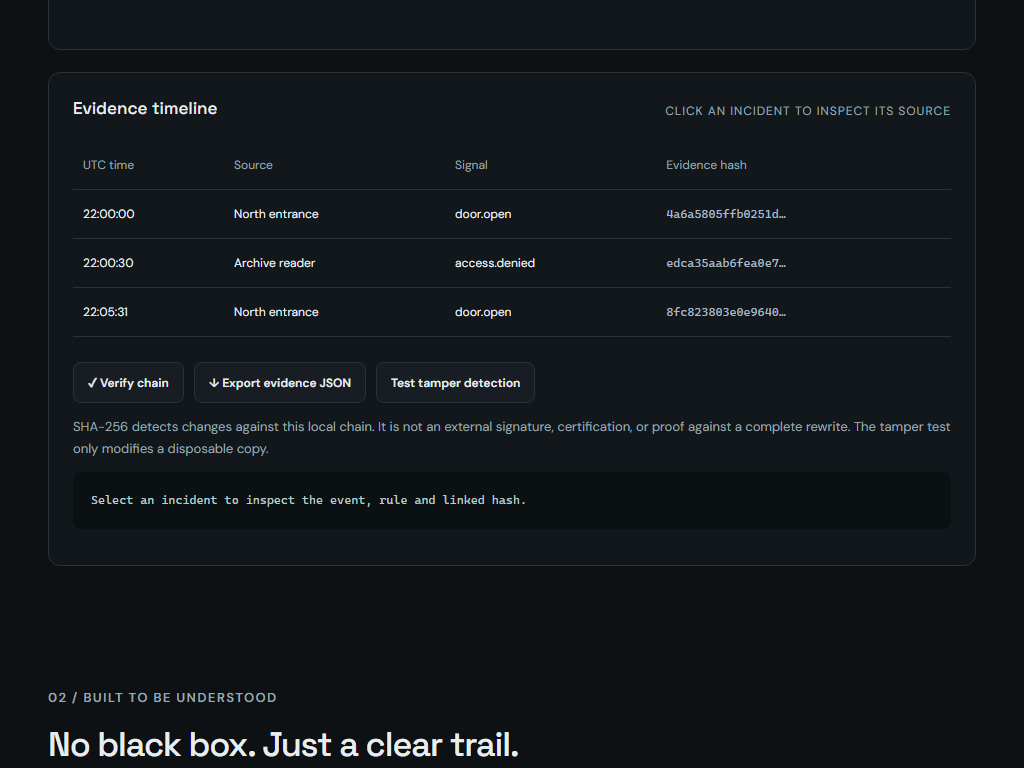 Evidence timeline
CLICK AN INCIDENT TO INSPECT ITS SOURCE
UTC time Source Signal Evidence hash
22:00:00 North entrance door.open 4a6a5805ffb0251d…
22:00:30 Archive reader access.denied edca35aab6fea0e7…
22:05:31 North entrance door.open 8fc823803e0e9640…
✓ Verify chain ↓ Export evidence JSON Test tamper detection
SHA-256 detects changes against this local chain. It is not an external signature, certification, or proof against a complete rewrite. The tamper test
only modifies a disposable copy.
Select an incident to inspect the event, rule and linked hash.
02 / BUILT TO BE UNDERSTOOD
No black box. Just a clear trail.